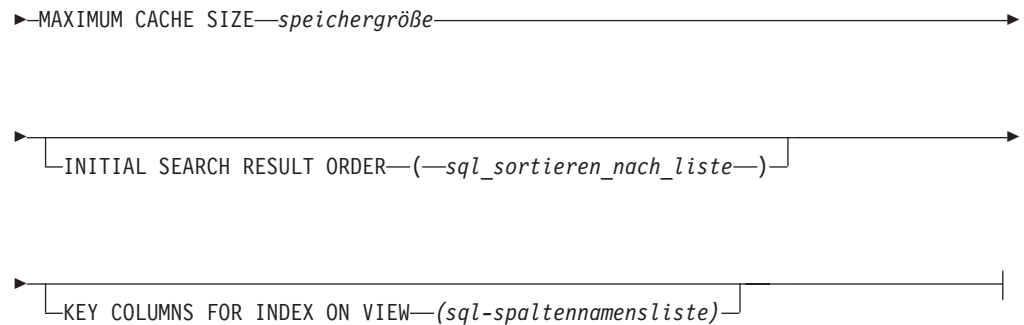 MAXIMUM CACHE SIZE speichergröße
INITIAL SEARCH RESULT ORDER ( sql_sortieren_nach_liste )
KEY COLUMNS FOR INDEX ON VIEW (sql-spaltennamensliste)